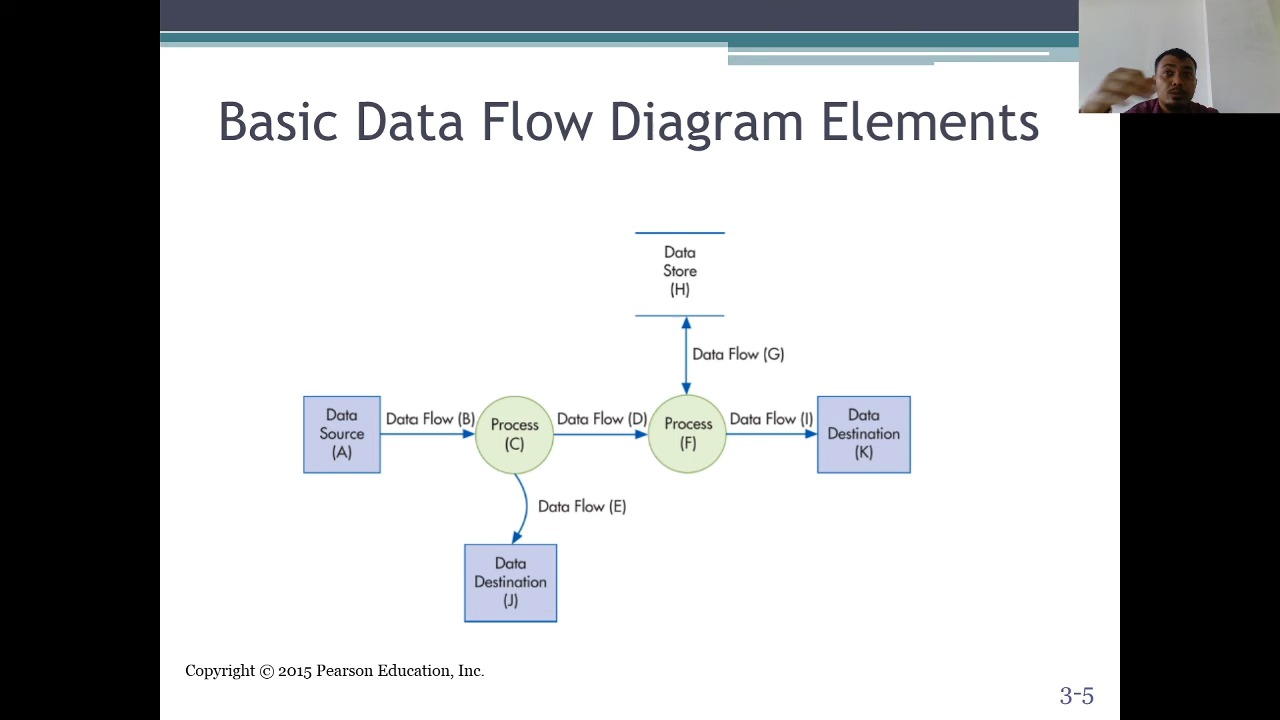 Basic Data Flow Diagram Elements
Data
Store
(H)
Data Flow (G)
Data
Source
(A)
Data Flow (B)
Process
(C)
Data Flow (D)
Process
(F)
Data Flow (I)
Data
Destination
(K)
Data Flow (E)
Data
Destination
(J)
Copyright © 2015 Pearson Education, Inc.
3-5